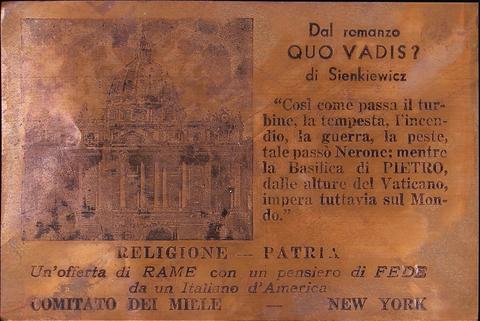 Dal romanzo
QUO VADIS?
di Sienkiewicz
"Così come passa il tur-
bine, la tempesta, l'incen-
dio, la guerra, la peste,
tale passò Nerone; mentre
la Basilica di PIETRO,
dalle alture del Vaticano,
impera tuttavia sul Mon-
do."
RELIGIONE — PATRIA
Un'offerta di RAME con un pensiero di FEDE
da un Italiano d'America
COMITATO DEI MILLE — NEW YORK